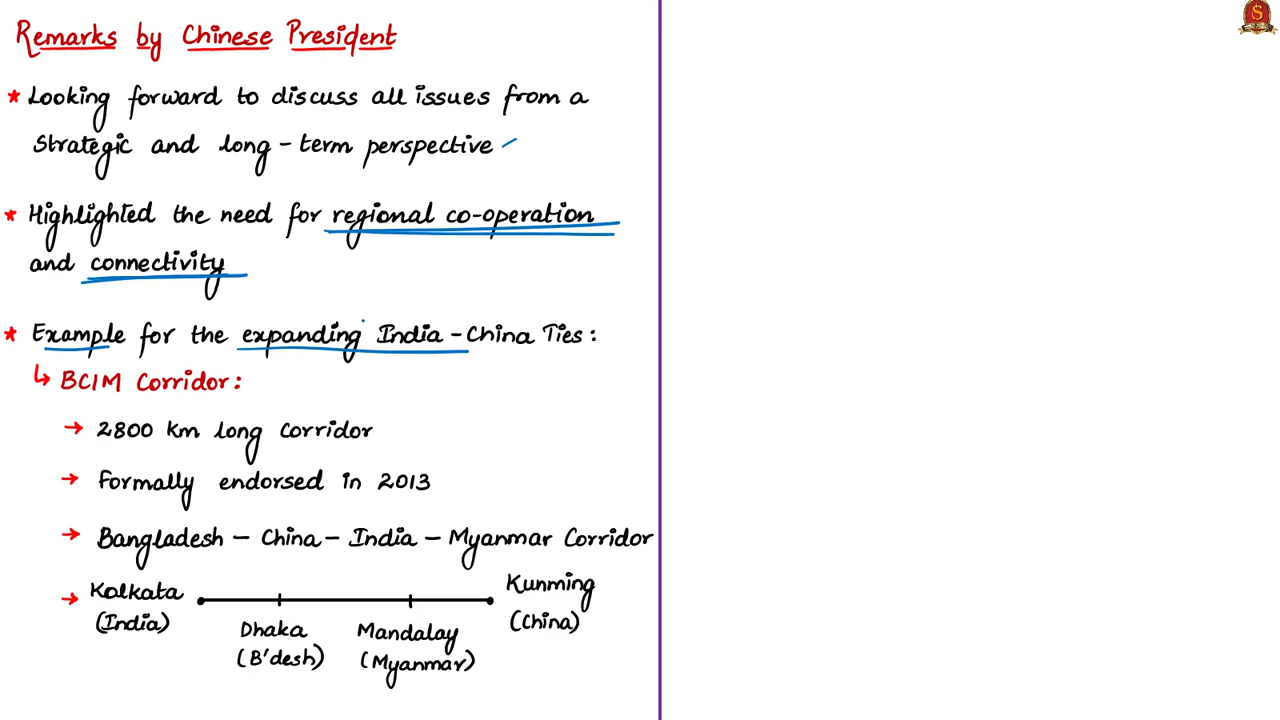 Remarks by Chinese President
* Looking forward to discuss all issues from a
strategic and long-term perspective
* Highlighted the need for regional co-operation
and connectivity
* Example for the expanding India-China Ties:
↳ BCIM Corridor:
→ 2800 km long corridor
→ Formally endorsed in 2013
→ Bangladesh - China - India - Myanmar Corridor
→ Kolkata
(India)
Dhaka
(B'desh)
Mandalay
(Myanmar)
Kunming
(China)
S